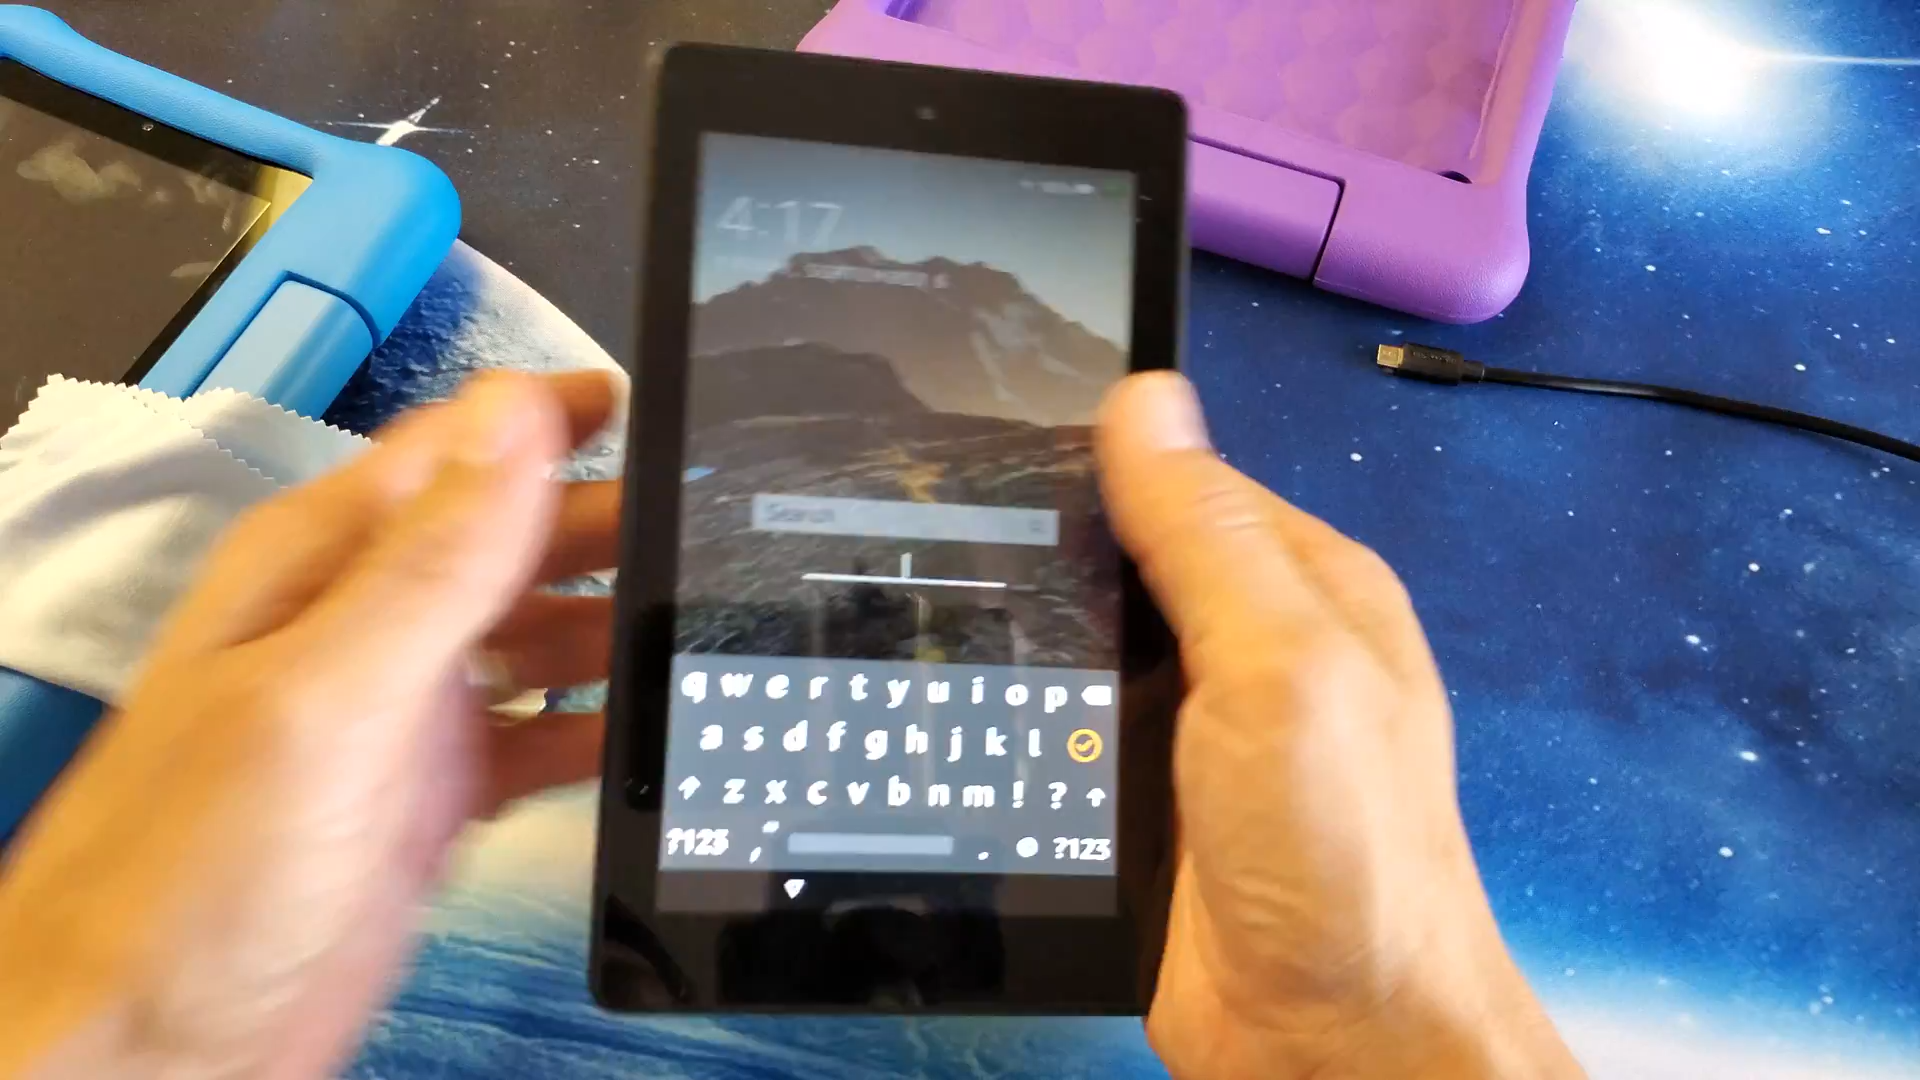 4:17
Search
q w e r t y u i o p
a s d f g h j k l
z x c v b n m ! ?
?123 , " . ?123